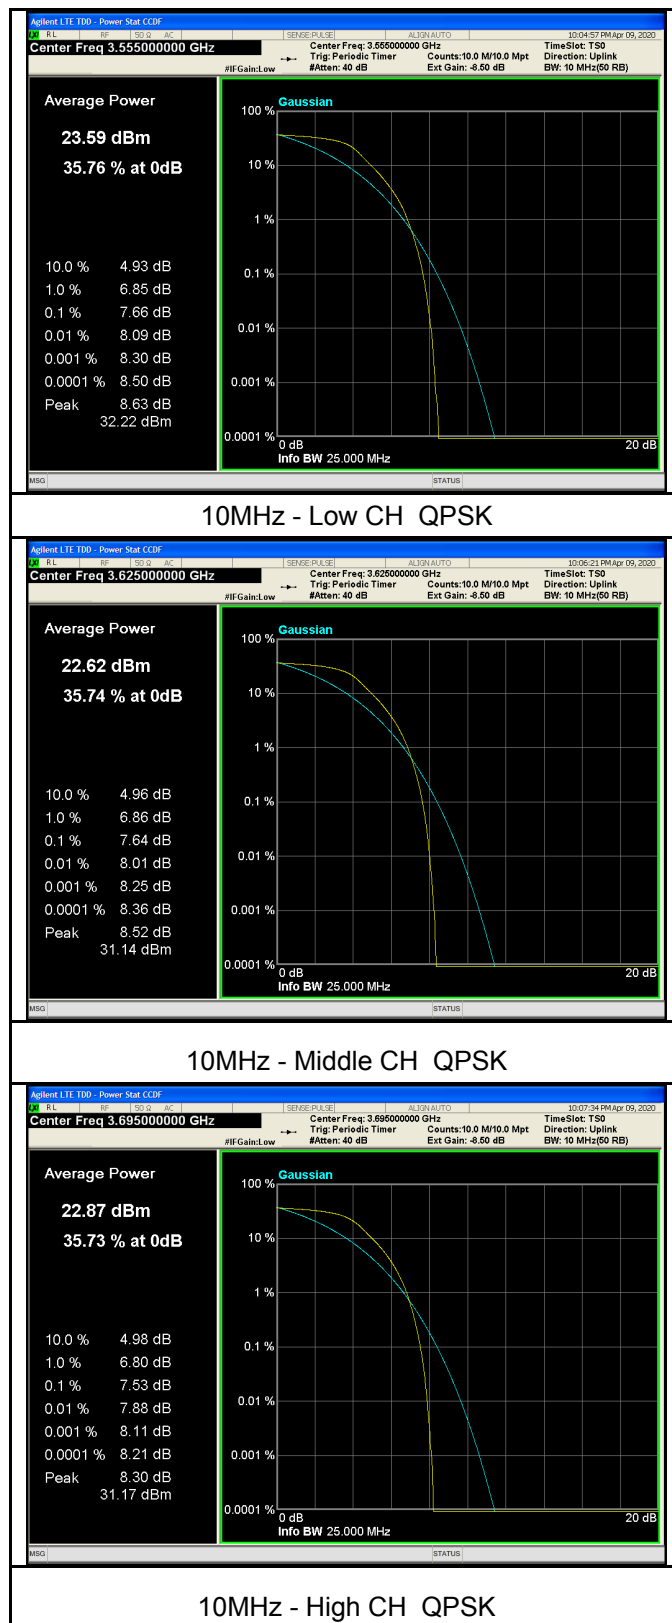 Agilent LTE TDD - Power Stat CCDF
LXI RL RF 50 Ω AC SENSE:PULSE ALIGN AUTO 10:04:57 PM Apr 09, 2020
Center Freq 3.555000000 GHz Center Freq: 3.555000000 GHz TimeSlot: TS0
Trig: Periodic Timer Counts:10.0 M/10.0 Mpt Direction: Uplink
#IFGain:Low #Atten: 40 dB Ext Gain: -8.50 dB BW: 10 MHz(50 RB)
Average Power
23.59 dBm
35.76 % at 0dB
10.0 % 4.93 dB
1.0 % 6.85 dB
0.1 % 7.66 dB
0.01 % 8.09 dB
0.001 % 8.30 dB
0.0001 % 8.50 dB
Peak 8.63 dB
32.22 dBm
Gaussian
100 %
10 %
1 %
0.1 %
0.01 %
0.001 %
0.0001 %
0 dB 20 dB
Info BW 25.000 MHz
MSG STATUS
10MHz - Low CH QPSK
Agilent LTE TDD - Power Stat CCDF
LXI RL RF 50 Ω AC SENSE:PULSE ALIGN AUTO 10:06:21 PM Apr 09, 2020
Center Freq 3.625000000 GHz Center Freq: 3.625000000 GHz TimeSlot: TS0
Trig: Periodic Timer Counts:10.0 M/10.0 Mpt Direction: Uplink
#IFGain:Low #Atten: 40 dB Ext Gain: -8.50 dB BW: 10 MHz(50 RB)
Average Power
22.62 dBm
35.74 % at 0dB
10.0 % 4.96 dB
1.0 % 6.86 dB
0.1 % 7.64 dB
0.01 % 8.01 dB
0.001 % 8.25 dB
0.0001 % 8.36 dB
Peak 8.52 dB
31.14 dBm
Gaussian
100 %
10 %
1 %
0.1 %
0.01 %
0.001 %
0.0001 %
0 dB 20 dB
Info BW 25.000 MHz
MSG STATUS
10MHz - Middle CH QPSK
Agilent LTE TDD - Power Stat CCDF
LXI RL RF 50 Ω AC SENSE:PULSE ALIGN AUTO 10:07:34 PM Apr 09, 2020
Center Freq 3.695000000 GHz Center Freq: 3.695000000 GHz TimeSlot: TS0
Trig: Periodic Timer Counts:10.0 M/10.0 Mpt Direction: Uplink
#IFGain:Low #Atten: 40 dB Ext Gain: -8.50 dB BW: 10 MHz(50 RB)
Average Power
22.87 dBm
35.73 % at 0dB
10.0 % 4.98 dB
1.0 % 6.80 dB
0.1 % 7.53 dB
0.01 % 7.88 dB
0.001 % 8.11 dB
0.0001 % 8.21 dB
Peak 8.30 dB
31.17 dBm
Gaussian
100 %
10 %
1 %
0.1 %
0.01 %
0.001 %
0.0001 %
0 dB 20 dB
Info BW 25.000 MHz
MSG STATUS
10MHz - High CH QPSK